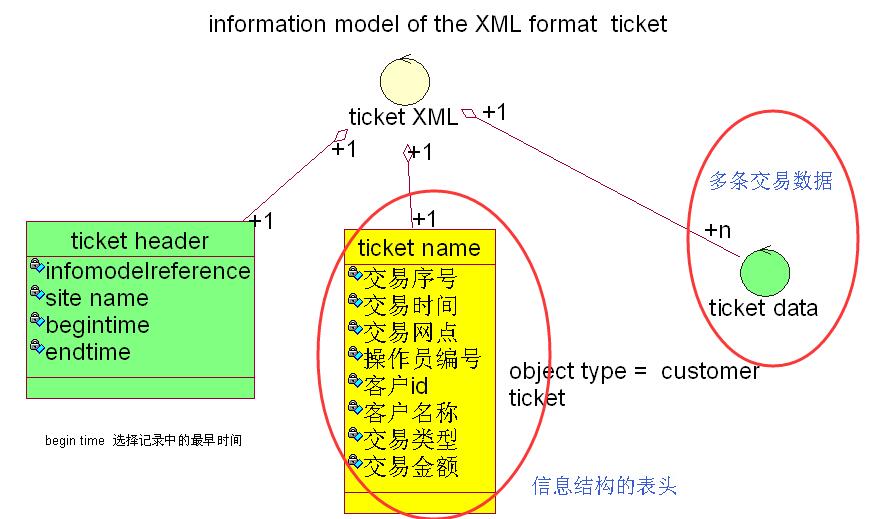 information model of the XML format ticket
ticket XML
+1
+1
+1
+1
+1
+n
多条交易数据
ticket header
infomodelreference
site name
begintime
endtime
ticket name
交易序号
交易时间
交易网点
操作员编号
客户id
客户名称
交易类型
交易金额
ticket data
object type = customer
ticket
begin time 选择记录中的最早时间
信息结构的表头